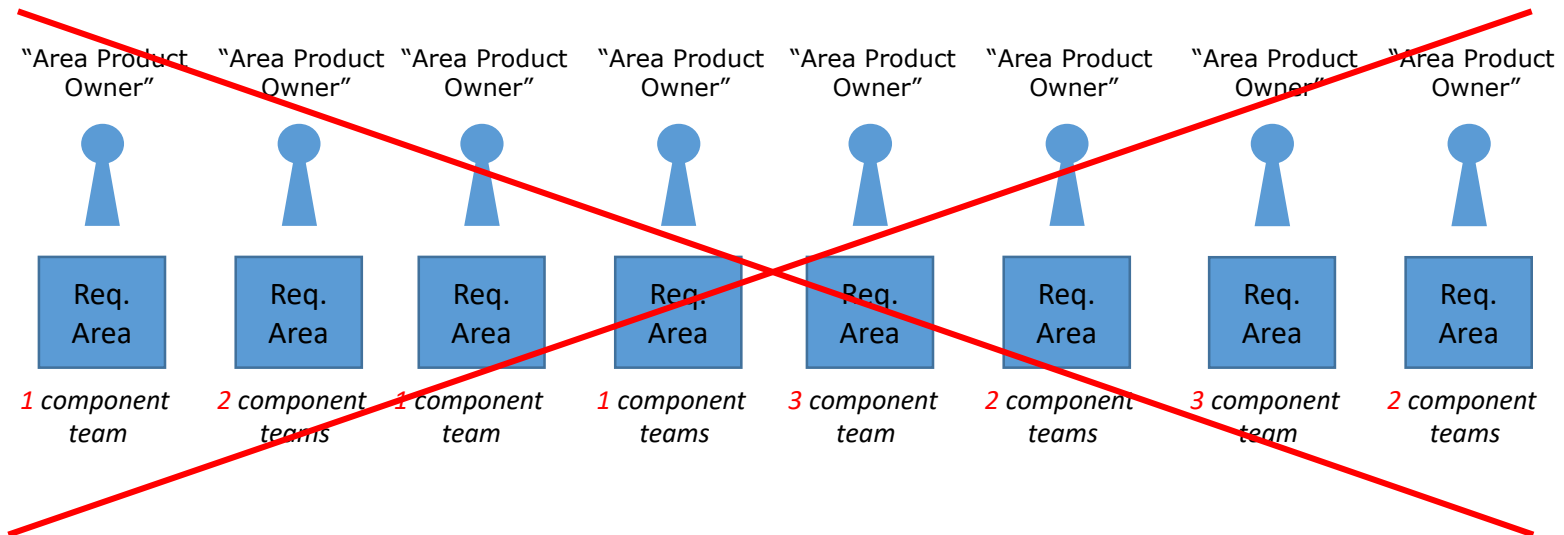 “Area Product
Owner”
“Area Product
Owner”
“Area Product
Owner”
“Area Product
Owner”
“Area Product
Owner”
“Area Product
Owner”
“Area Product
Owner”
“Area Product
Owner”
Req.
Area
Req.
Area
Req.
Area
Req.
Area
Req.
Area
Req.
Area
Req.
Area
Req.
Area
1 component
team
2 component
teams
1 component
team
1 component
teams
3 component
team
2 component
teams
3 component
team
2 component
teams